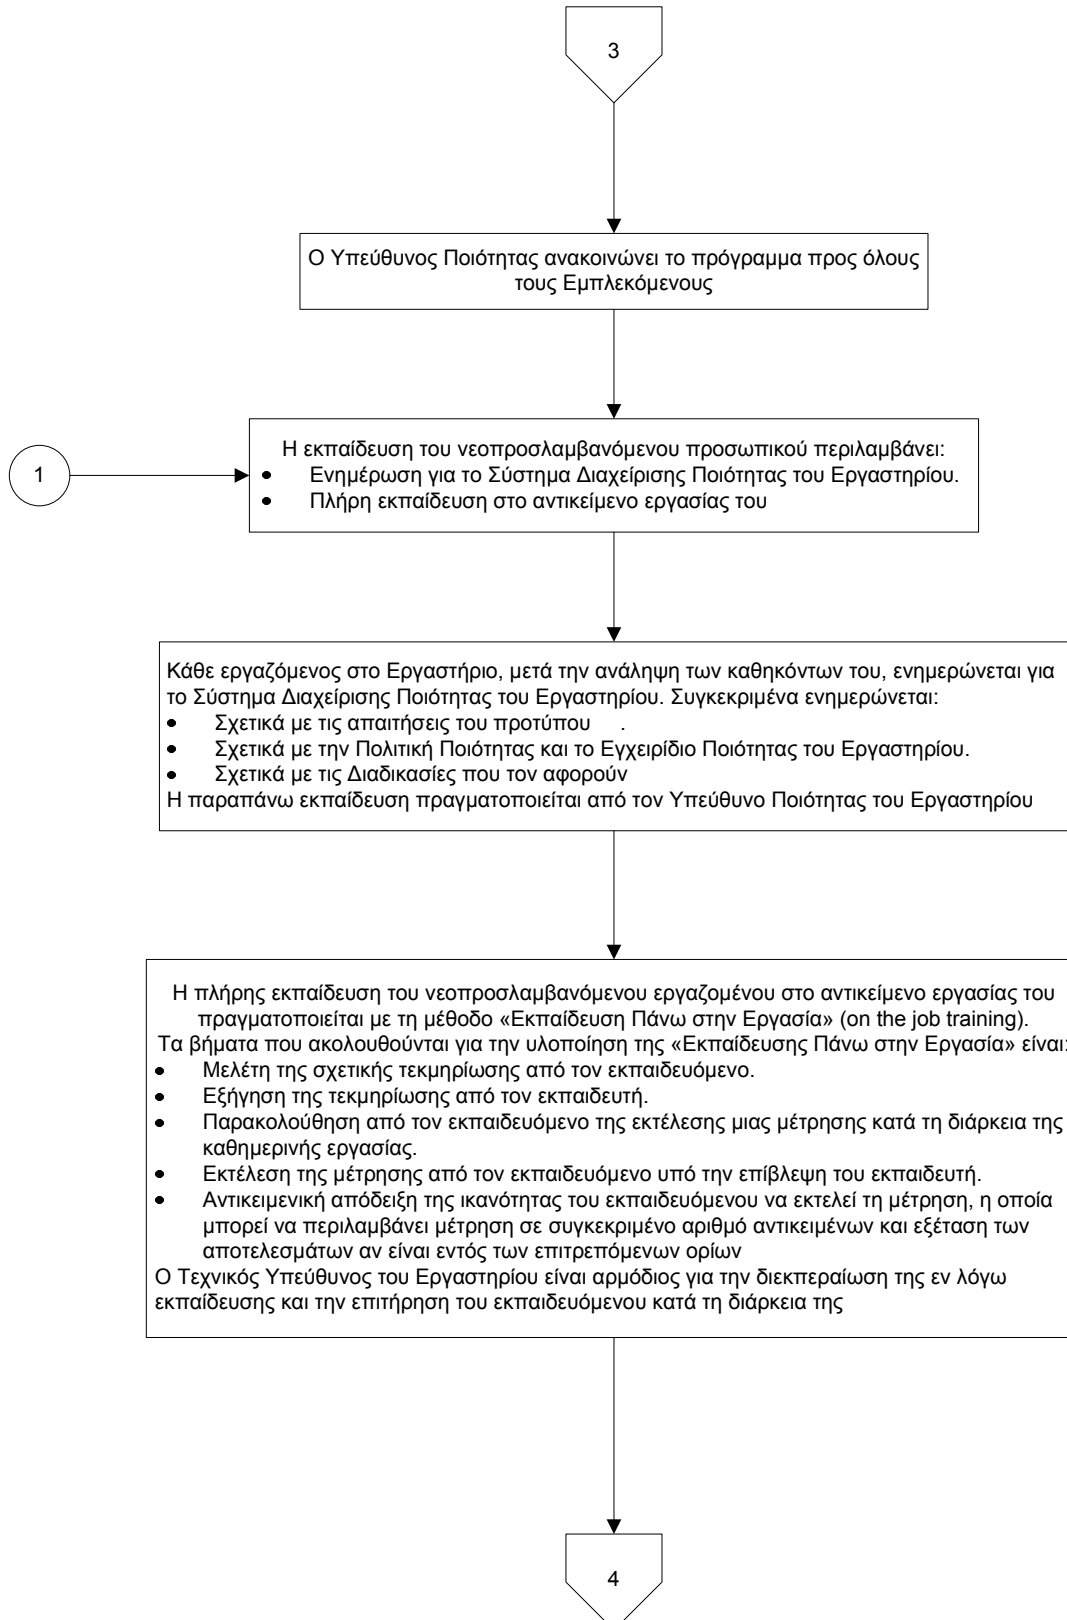 3
Ο Υπεύθυνος Ποιότητας ανακοινώνει το πρόγραμμα προς όλους
τους Εμπλεκόμενους
1
Η εκπαίδευση του νεοπροσλαμβανόμενου προσωπικού περιλαμβάνει:
• Ενημέρωση για το Σύστημα Διαχείρισης Ποιότητας του Εργαστηρίου.
• Πλήρη εκπαίδευση στο αντικείμενο εργασίας του
Κάθε εργαζόμενος στο Εργαστήριο, μετά την ανάληψη των καθηκόντων του, ενημερώνεται για
το Σύστημα Διαχείρισης Ποιότητας του Εργαστηρίου. Συγκεκριμένα ενημερώνεται:
• Σχετικά με τις απαιτήσεις του προτύπου .
• Σχετικά με την Πολιτική Ποιότητας και το Εγχειρίδιο Ποιότητας του Εργαστηρίου.
• Σχετικά με τις Διαδικασίες που τον αφορούν
Η παραπάνω εκπαίδευση πραγματοποιείται από τον Υπεύθυνο Ποιότητας του Εργαστηρίου
Η πλήρης εκπαίδευση του νεοπροσλαμβανόμενου εργαζομένου στο αντικείμενο εργασίας του
πραγματοποιείται με τη μέθοδο «Εκπαίδευση Πάνω στην Εργασία» (on the job training).
Τα βήματα που ακολουθούνται για την υλοποίηση της «Εκπαίδευσης Πάνω στην Εργασία» είναι:
• Μελέτη της σχετικής τεκμηρίωσης από τον εκπαιδευόμενο.
• Εξήγηση της τεκμηρίωσης από τον εκπαιδευτή.
• Παρακολούθηση από τον εκπαιδευόμενο της εκτέλεσης μιας μέτρησης κατά τη διάρκεια της
καθημερινής εργασίας.
• Εκτέλεση της μέτρησης από τον εκπαιδευόμενο υπό την επίβλεψη του εκπαιδευτή.
• Αντικειμενική απόδειξη της ικανότητας του εκπαιδευόμενου να εκτελεί τη μέτρηση, η οποία
μπορεί να περιλαμβάνει μέτρηση σε συγκεκριμένο αριθμό αντικειμένων και εξέταση των
αποτελεσμάτων αν είναι εντός των επιτρεπόμενων ορίων
Ο Τεχνικός Υπεύθυνος του Εργαστηρίου είναι αρμόδιος για την διεκπεραίωση της εν λόγω
εκπαίδευσης και την επιτήρηση του εκπαιδευόμενου κατά τη διάρκεια της
4